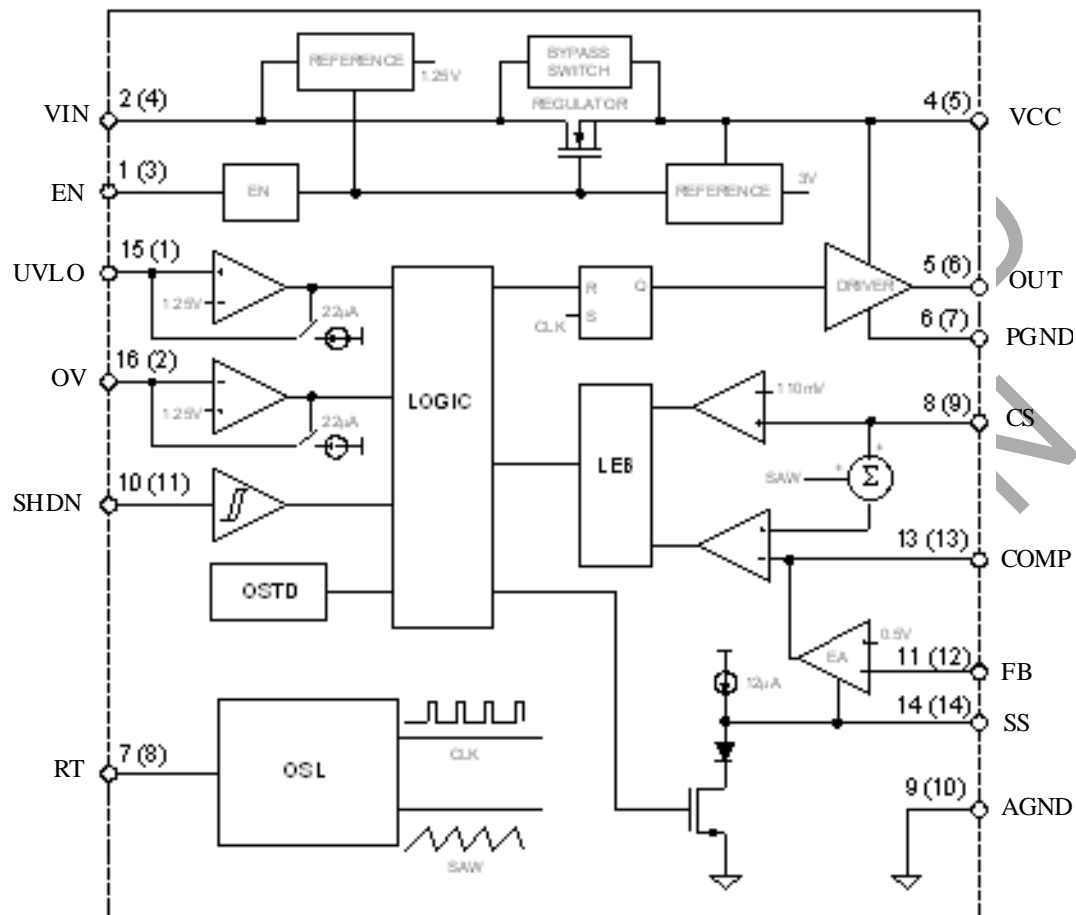 REFERENCE
1.25V
BYPASS
SWITCH
REGULATOR
VIN
2 (4)
4 (5)
VCC
EN
1 (3)
EN
REFERENCE
3V
UVLO
15 (1)
1.25V
22µA
R
Q
S
CLK
DRIVER
5 (6)
OUT
6 (7)
PGND
OV
16 (2)
1.25V
22µA
LOGIC
LEB
110mV
8 (9)
CS
SAW
Σ
SHDN
10 (11)
13 (13)
COMP
OSTD
EA
0.5V
11 (12)
FB
12µA
14 (14)
SS
RT
7 (8)
OSL
CLK
SAW
9 (10)
AGND